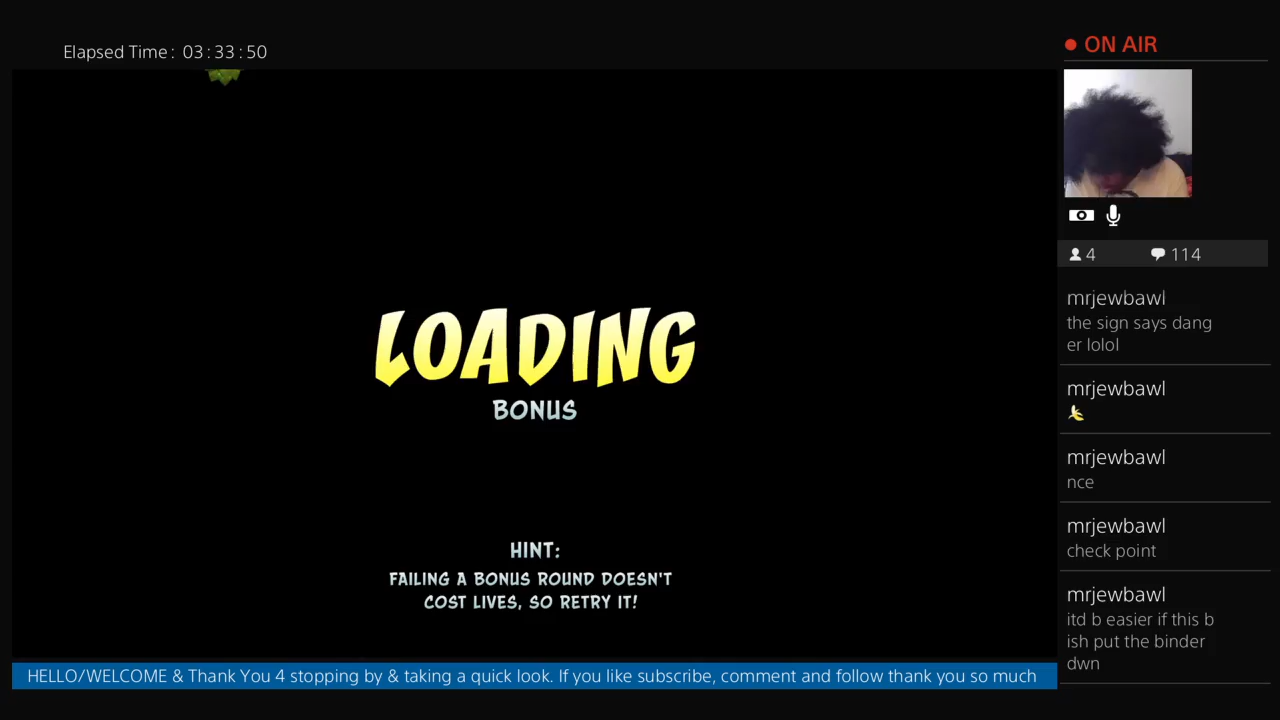 Elapsed Time: 03:33:50
ON AIR
4
114
LOADING
BONUS
HINT:
FAILING A BONUS ROUND DOESN'T
COST LIVES, SO RETRY IT!
mrjewbawl
the sign says dang
er lolol
mrjewbawl
mrjewbawl
nce
mrjewbawl
check point
mrjewbawl
itd b easier if this b
ish put the binder
dwn
HELLO/WELCOME & Thank You 4 stopping by & taking a quick look. If you like subscribe, comment and follow thank you so much